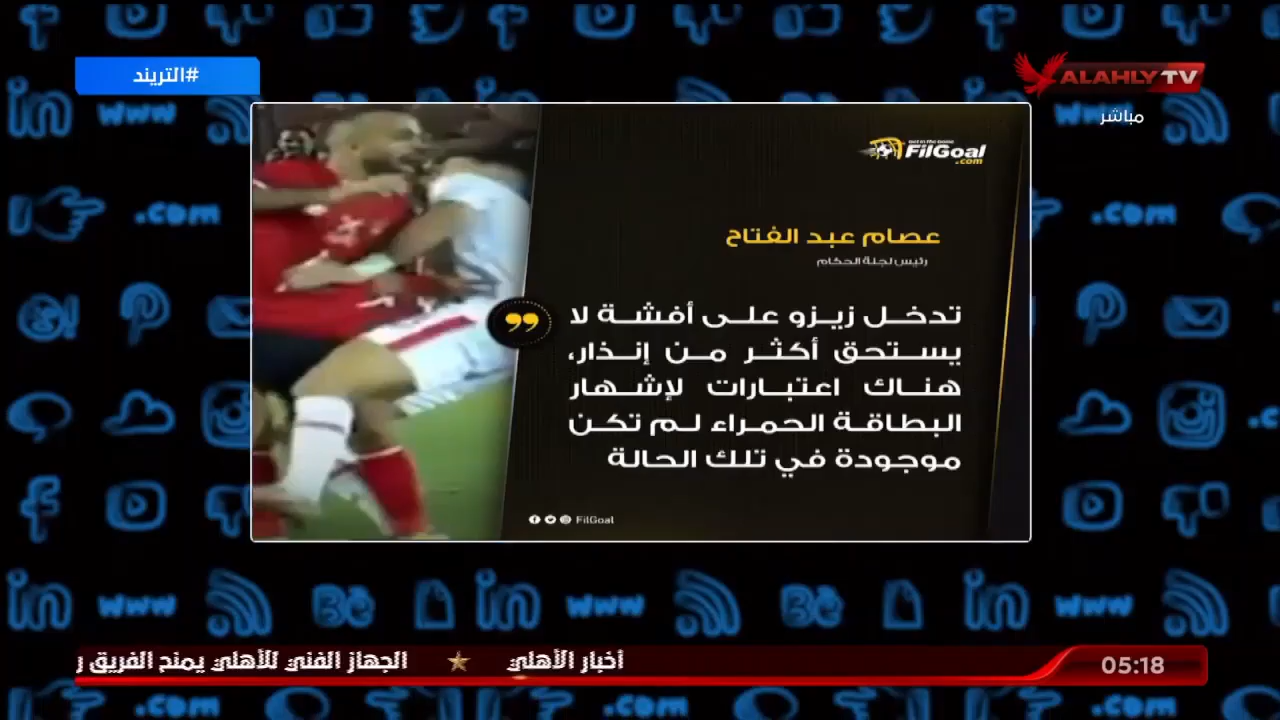 #التريند
ALAHLY TV
مباشر
FilGoal
.com
عصام عبد الفتاح
رئيس لجنة الحكام
تدخل زيزو على أفشة لا
يستحق أكثر من إنذار،
هناك اعتبارات لإشهار
البطاقة الحمراء لم تكن
موجودة في تلك الحالة
FilGoal
أخبار الأهلي ★ الجهاز الفني للأهلي يمنح الفريق ر
05:18